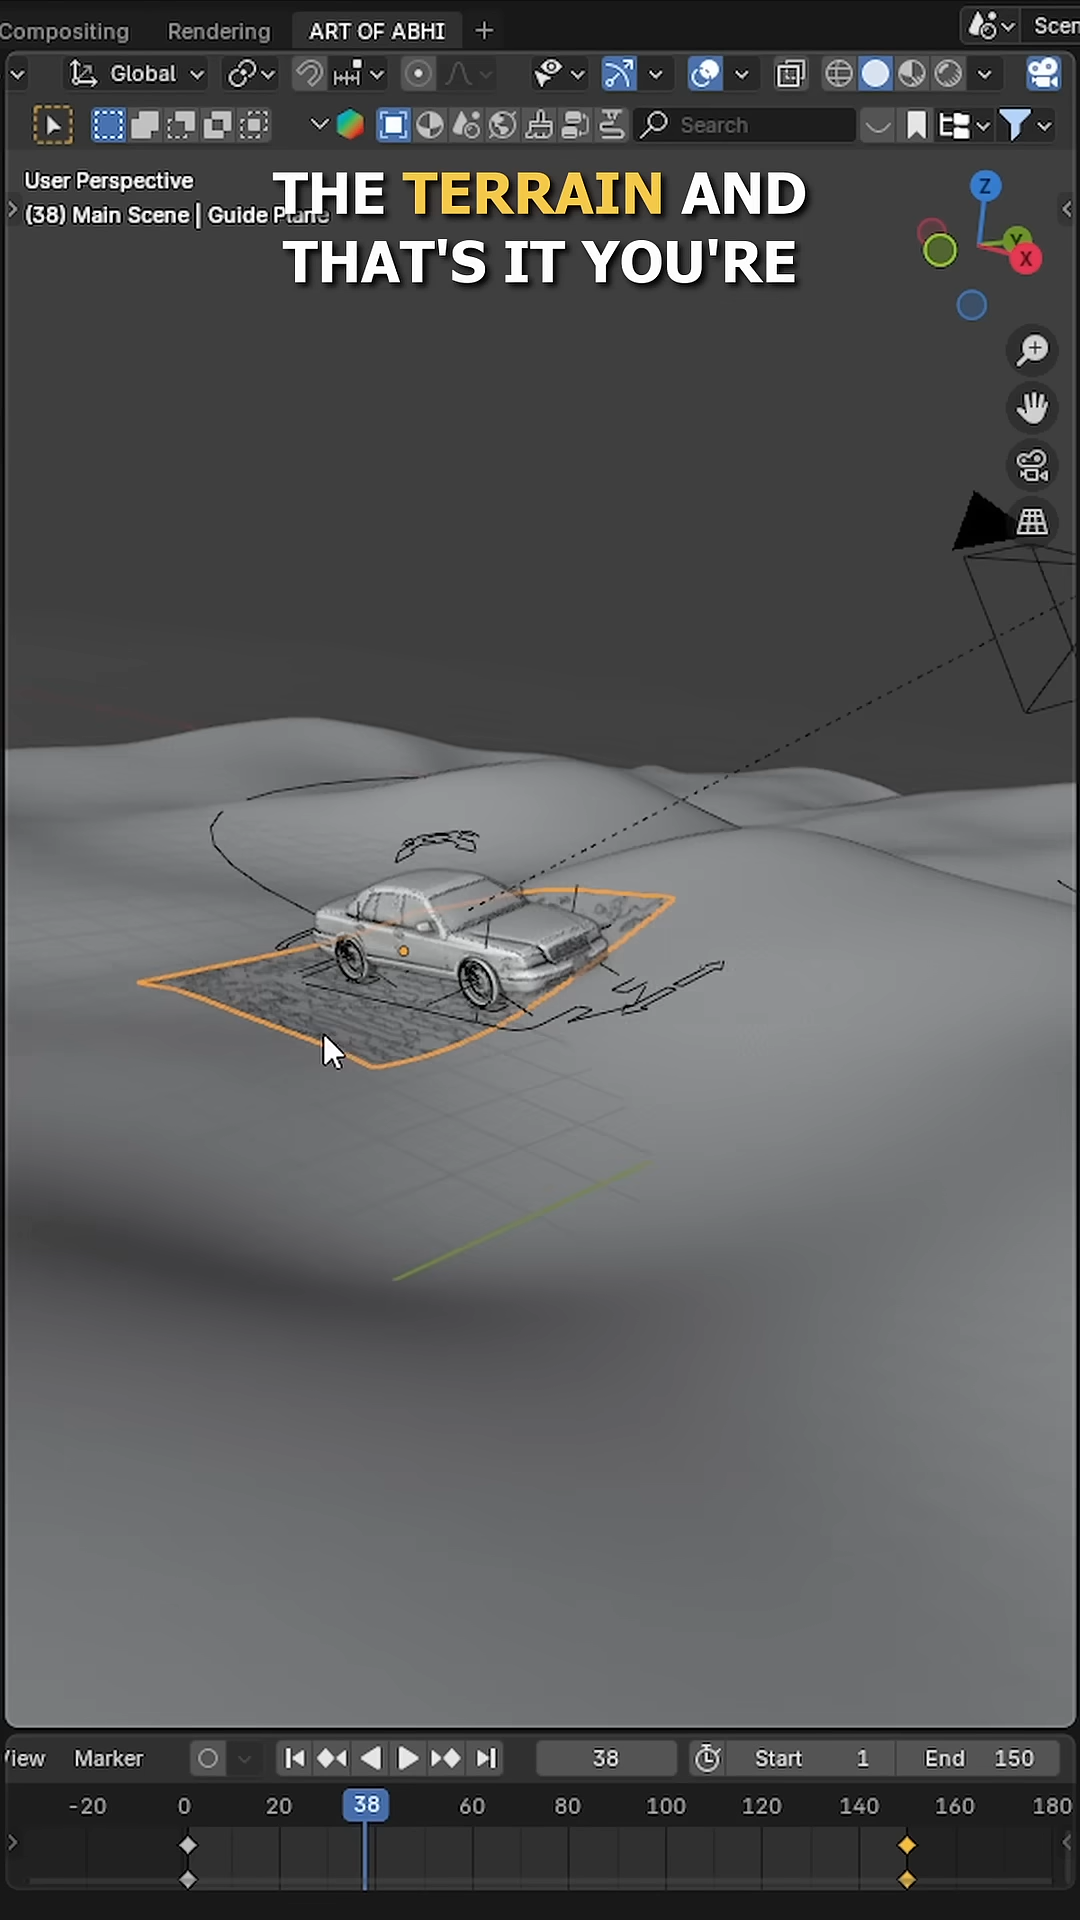 Compositing Rendering ART OF ABHI + Scen
Global
Search
User Perspective
(38) Main Scene | Guide Plane
THE TERRAIN AND
THAT'S IT YOU'RE
Z
Y
X
View Marker 38 Start 1 End 150
-20 0 20 38 60 80 100 120 140 160 180